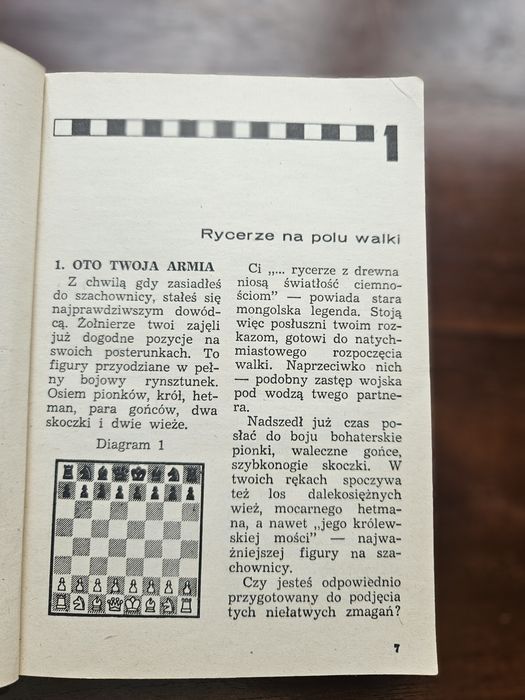 1
Rycerze na polu walki
1. OTO TWOJA ARMIA
Z chwilą gdy zasiadłeś
do szachownicy, stałeś się
najprawdziwszym dowód-
cą. Żołnierze twoi zajęli
już dogodne pozycje na
swoich posterunkach. To
figury przyodziane w peł-
ny bojowy rynsztunek.
Osiem pionków, król, het-
man, para gońców, dwa
skoczki i dwie wieże.
Diagram 1
Ci „... rycerze z drewna
niosą światłość ciemno-
ściom" — powiada stara
mongolska legenda. Stoją
więc posłuszni twoim roz-
kazom, gotowi do natych-
miastowego rozpoczęcia
walki. Naprzeciwko nich
— podobny zastęp wojska
pod wodzą twego partne-
ra.
Nadszedł już czas po-
słać do boju bohaterskie
pionki, waleczne gońce,
szybkonogie skoczki. W
twoich rękach spoczywa
też los dalekosiężnych
wież, mocarnego hetma-
na, a nawet „jego królew-
skiej mości" — najwa-
żniejszej figury na sza-
chownicy.
Czy jesteś odpowiednio
przygotowany do podjęcia
tych niełatwych zmagań?
7